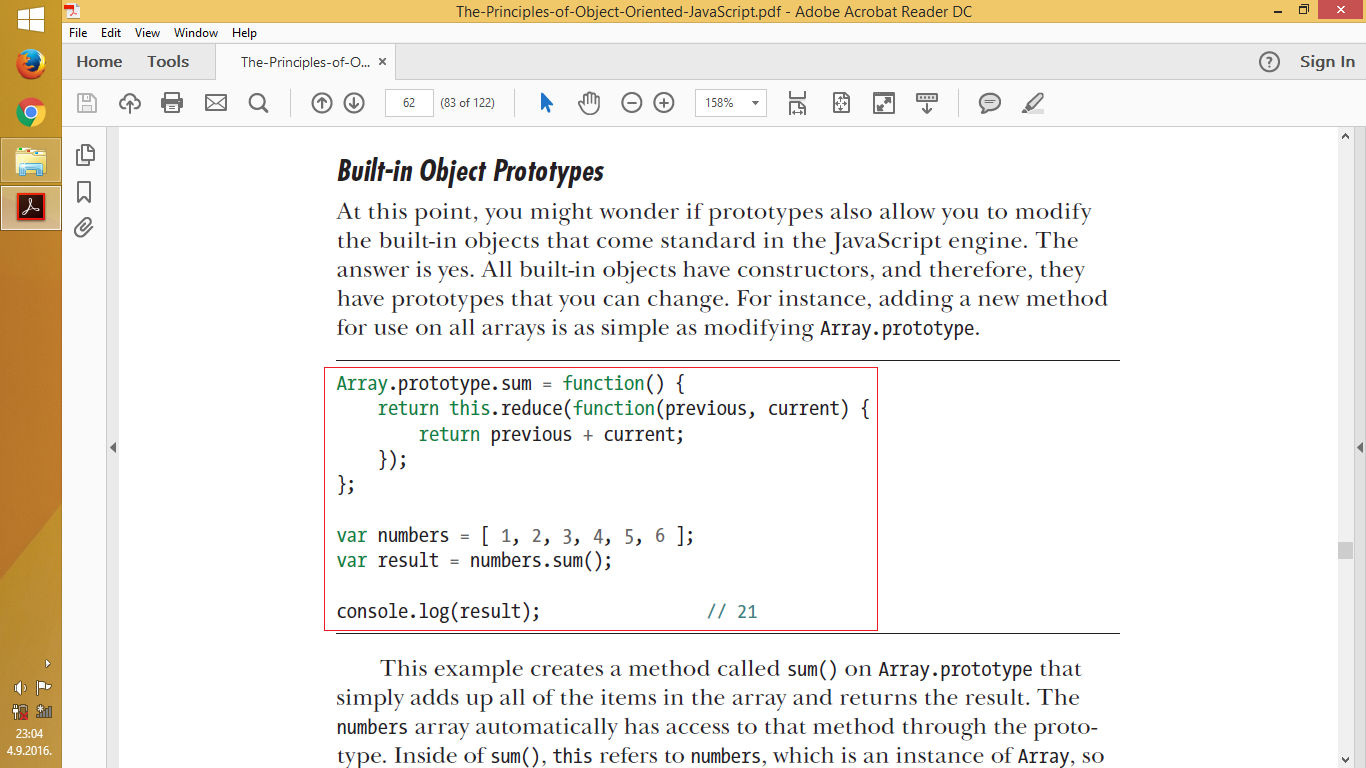 The-Principles-of-Object-Oriented-JavaScript.pdf - Adobe Acrobat Reader DC
File Edit View Window Help
Home Tools The-Principles-of-O... × ? Sign In
62 (83 of 122) 158%
Built-in Object Prototypes
At this point, you might wonder if prototypes also allow you to modify
the built-in objects that come standard in the JavaScript engine. The
answer is yes. All built-in objects have constructors, and therefore, they
have prototypes that you can change. For instance, adding a new method
for use on all arrays is as simple as modifying Array.prototype.
Array.prototype.sum = function() {
    return this.reduce(function(previous, current) {
        return previous + current;
    });
};
var numbers = [ 1, 2, 3, 4, 5, 6 ];
var result = numbers.sum();
console.log(result); // 21
This example creates a method called sum() on Array.prototype that
simply adds up all of the items in the array and returns the result. The
numbers array automatically has access to that method through the proto-
type. Inside of sum(), this refers to numbers, which is an instance of Array, so
23:04
4.9.2016.